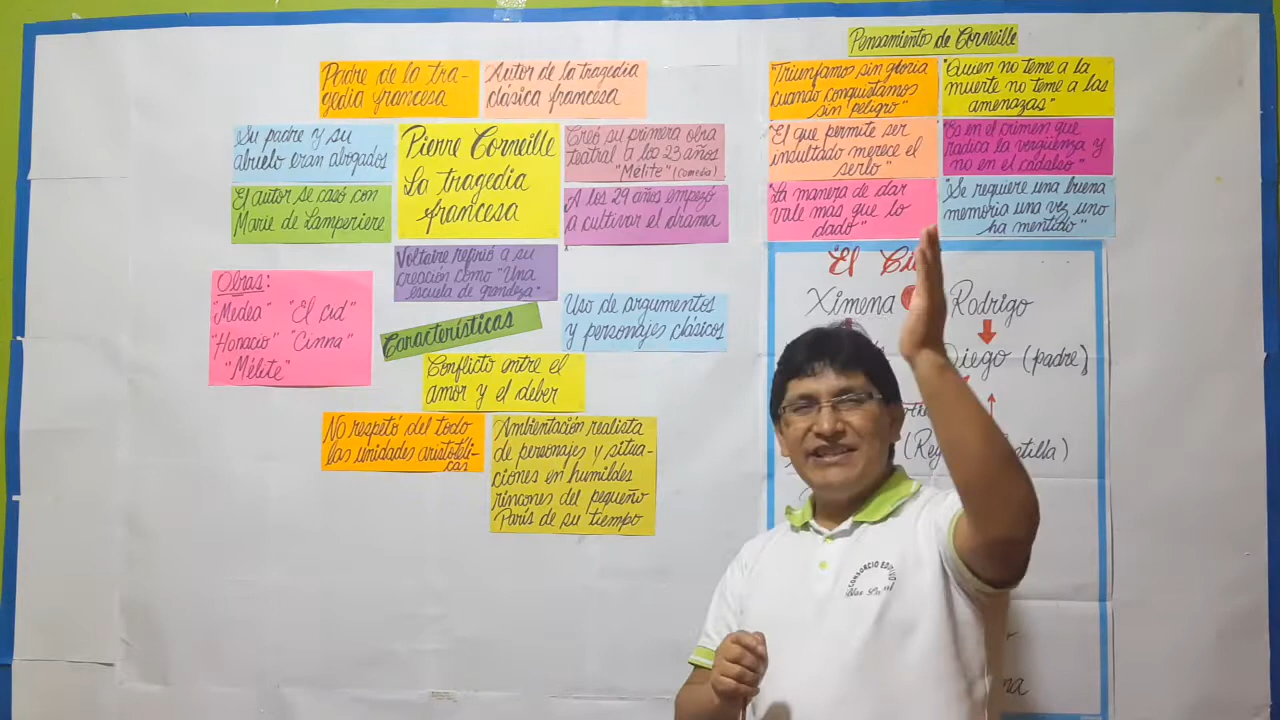 Padre de la tra-
gedia francesa
Autor de la tragedia
clásica francesa
Su padre y su
abuelo eran abogados
Pierre Corneille
La tragedia
francesa
Creó su primera obra
teatral a los 23 años
"Mélite" (comedia)
El autor se casó con
Marie de Lamperiere
A los 29 años empezó
a cultivar el drama
Voltaire refirió a su
creación como "Una
escuela de grandeza"
Obras:
"Medea" "El cid"
"Horacio" "Cinna"
"Mélite"
Características
Uso de argumentos
y personajes clásicos
Conflicto entre el
amor y el deber
No respetó del todo
las unidades aristotéli-
cas
Ambientación realista
de personajes y situa-
ciones en humildes
rincones del pequeño
París de su tiempo
Pensamiento de Corneille
"Triunfamos sin gloria
cuando conquistamos
sin peligro"
"Quien no teme a la
muerte no teme a las
amenazas"
"El que permite ser
insultado merece el
serlo"
"Es en el crimen que
radica la vergüenza y
no en el cadalso"
"La manera de dar
vale mas que lo
dado"
"Se requiere una buena
memoria una vez uno
ha mentido"
"El
Ximena Rodrigo
Diego (padre)
CONSORCIO